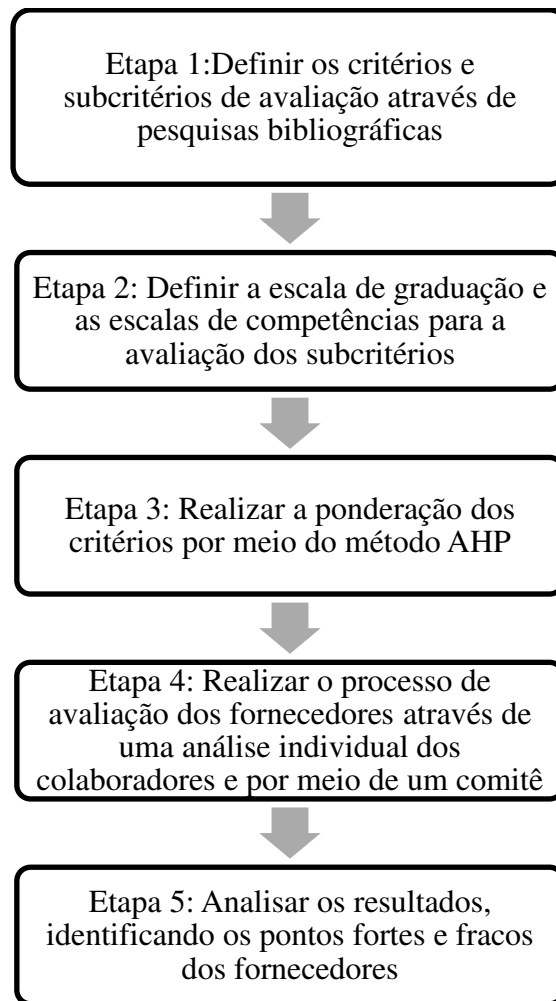 Etapa 1:Definir os critérios e
subcritérios de avaliação através de
pesquisas bibliográficas
Etapa 2: Definir a escala de graduação e
as escalas de competências para a
avaliação dos subcritérios
Etapa 3: Realizar a ponderação dos
critérios por meio do método AHP
Etapa 4: Realizar o processo de
avaliação dos fornecedores através de
uma análise individual dos
colaboradores e por meio de um comitê
Etapa 5: Analisar os resultados,
identificando os pontos fortes e fracos
dos fornecedores